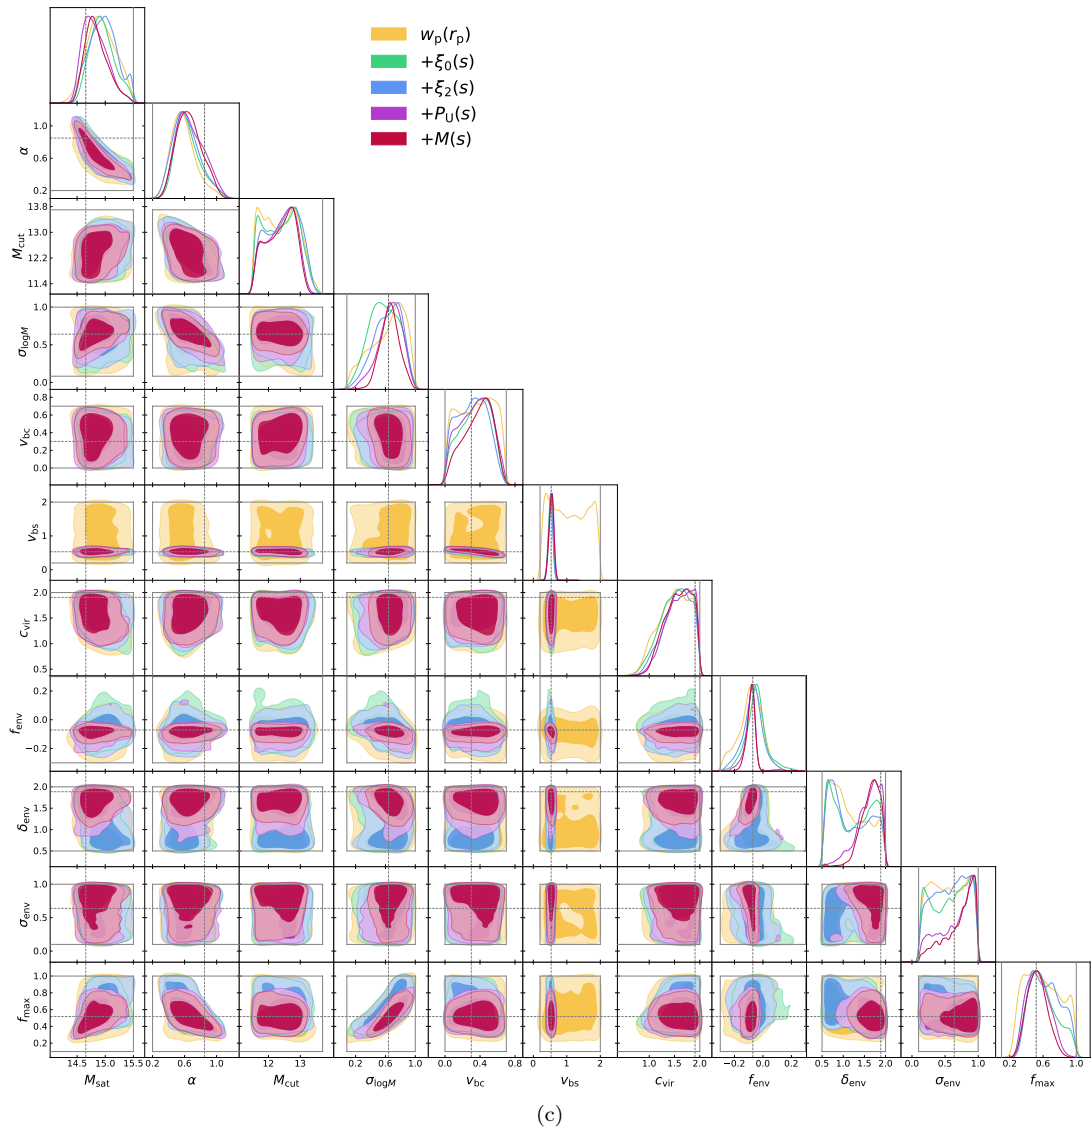 w_p(r_p)
+ξ_0(s)
+ξ_2(s)
+P_U(s)
+M(s)
1.0
0.6
0.2
α
13.8
13.0
12.2
11.4
M_cut
1.0
0.5
0.0
σ_logM
0.8
0.6
0.4
0.2
0.0
v_bc
2
1
0
v_bs
2.0
1.5
1.0
0.5
c_vir
0.2
0.0
−0.2
f_env
2.0
1.5
1.0
0.5
δ_env
1.0
0.5
0.0
σ_env
1.0
0.8
0.6
0.4
0.2
f_max
14.5 15.0 15.5 0.2 0.6 1.0 12 13 0.2 0.6 1.0 0.0 0.4 0.8 0 1 2 1.0 1.5 2.0 −0.2 0.0 0.2 0.5 1.0 1.5 2.0 0.0 0.5 1.0 0.2 0.6 1.0
M_sat α M_cut σ_logM v_bc v_bs c_vir f_env δ_env σ_env f_max
(c)